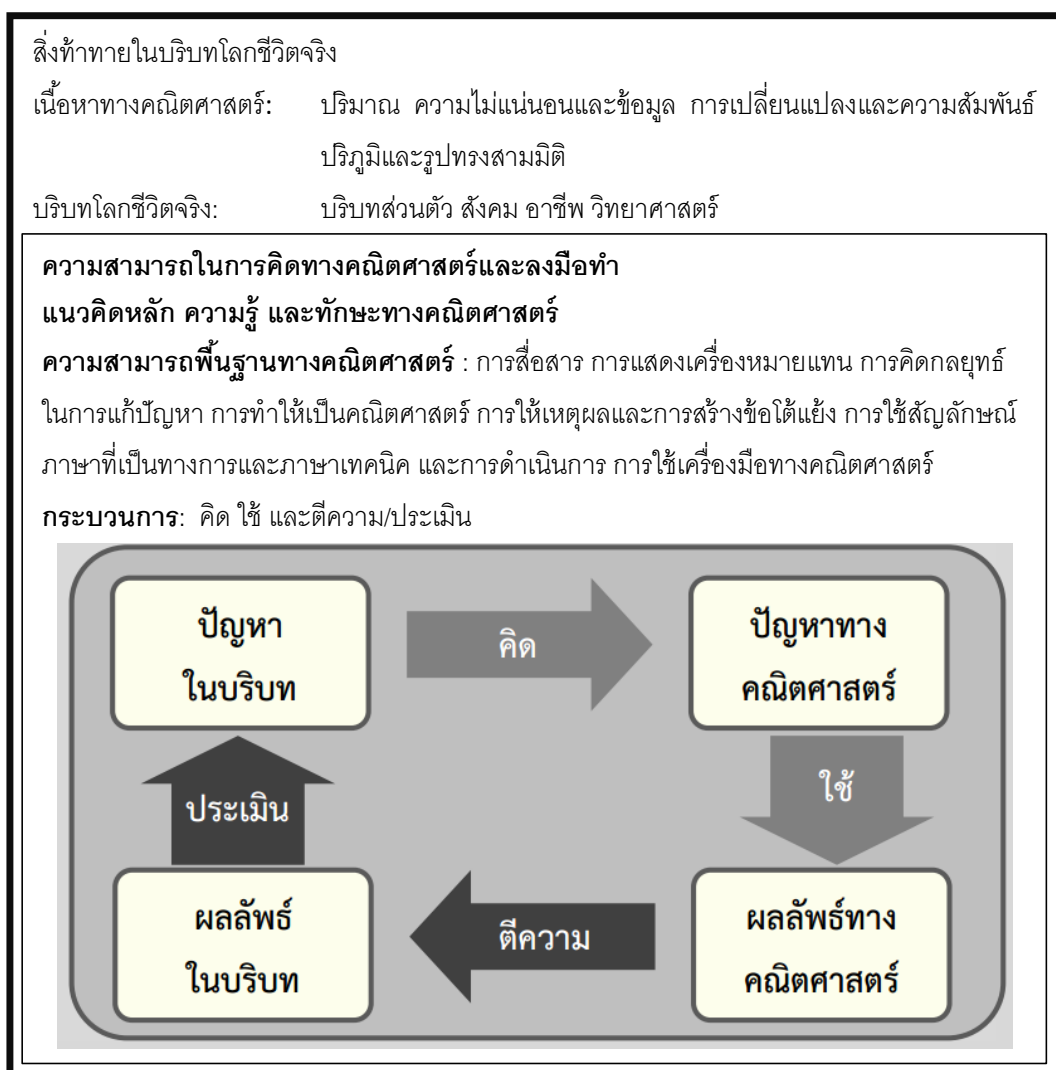 สิ่งท้าทายในบริบทโลกชีวิตจริง
เนื้อหาทางคณิตศาสตร์: ปริมาณ ความไม่แน่นอนและข้อมูล การเปลี่ยนแปลงและความสัมพันธ์
ปริภูมิและรูปทรงสามมิติ
บริบทโลกชีวิตจริง: บริบทส่วนตัว สังคม อาชีพ วิทยาศาสตร์
ความสามารถในการคิดทางคณิตศาสตร์และลงมือทำ
แนวคิดหลัก ความรู้ และทักษะทางคณิตศาสตร์
ความสามารถพื้นฐานทางคณิตศาสตร์ : การสื่อสาร การแสดงเครื่องหมายแทน การคิดกลยุทธ์
ในการแก้ปัญหา การทำให้เป็นคณิตศาสตร์ การให้เหตุผลและการสร้างข้อโต้แย้ง การใช้สัญลักษณ์
ภาษาที่เป็นทางการและภาษาเทคนิค และการดำเนินการ การใช้เครื่องมือทางคณิตศาสตร์
กระบวนการ: คิด ใช้ และตีความ/ประเมิน
ปัญหา
ในบริบท
คิด
ปัญหาทาง
คณิตศาสตร์
ใช้
ประเมิน
ผลลัพธ์
ในบริบท
ตีความ
ผลลัพธ์ทาง
คณิตศาสตร์